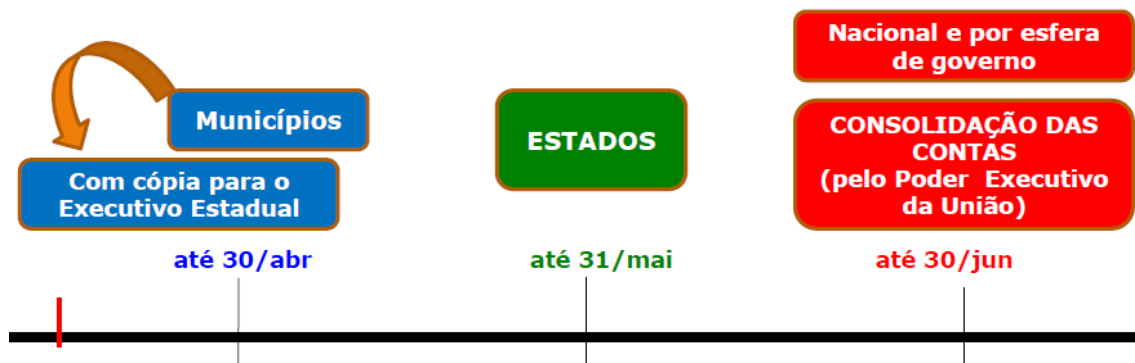 Municípios
Com cópia para o
Executivo Estadual
até 30/abr
ESTADOS
até 31/mai
Nacional e por esfera
de governo
CONSOLIDAÇÃO DAS
CONTAS
(pelo Poder Executivo
da União)
até 30/jun